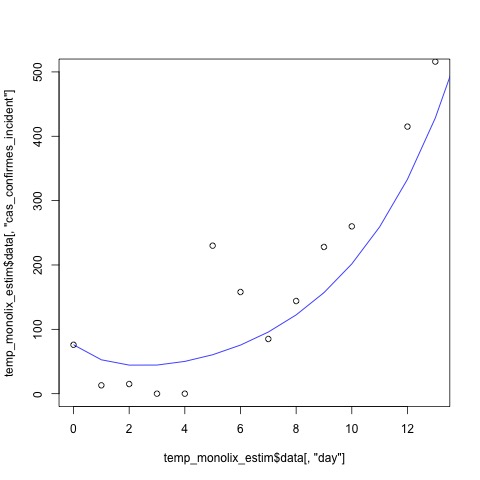 temp_monolix_estim$data[, "cas_confirmes_incident"]
500
400
300
200
100
0
0 2 4 6 8 10 12
temp_monolix_estim$data[, "day"]